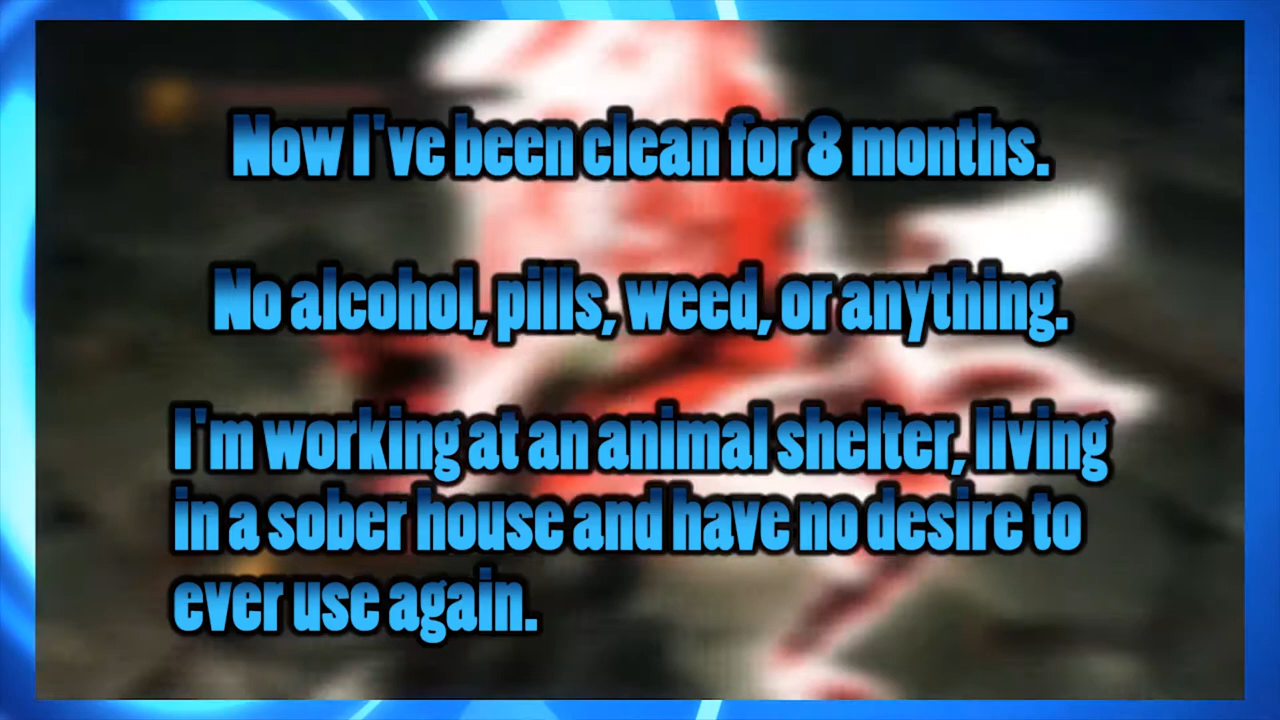 Now I've been clean for 8 months.
No alcohol, pills, weed, or anything.
I'm working at an animal shelter, living
in a sober house and have no desire to
ever use again.